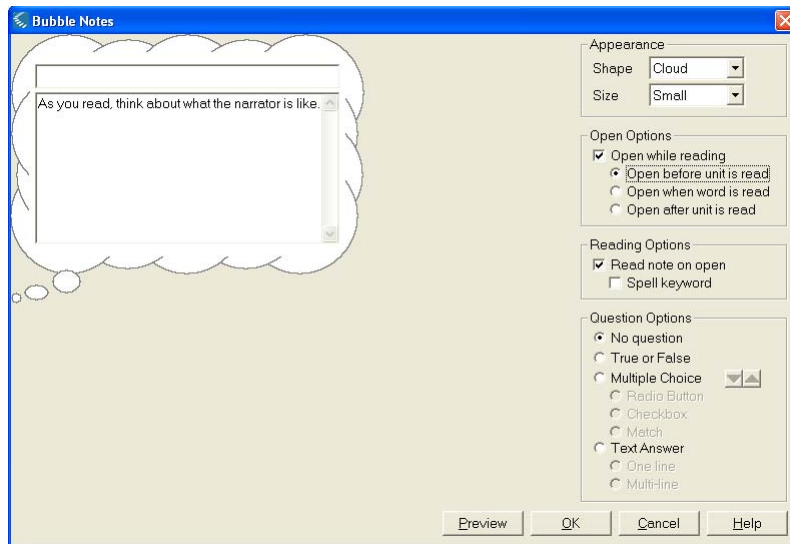 Bubble Notes
As you read, think about what the narrator is like.
Appearance
Shape Cloud
Size Small
Open Options
Open while reading
Open before unit is read
Open when word is read
Open after unit is read
Reading Options
Read note on open
Spell keyword
Question Options
No question
True or False
Multiple Choice
Radio Button
Checkbox
Match
Text Answer
One line
Multi-line
Preview OK Cancel Help